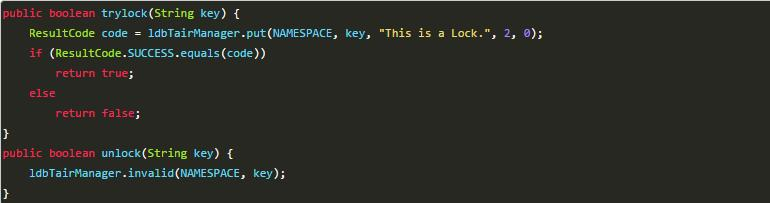 public boolean trylock(String key) {
    ResultCode code = ldbTairManager.put(NAMESPACE, key, "This is a Lock.", 2, 0);
    if (ResultCode.SUCCESS.equals(code))
        return true;
    else
        return false;
}
public boolean unlock(String key) {
    ldbTairManager.invalid(NAMESPACE, key);
}